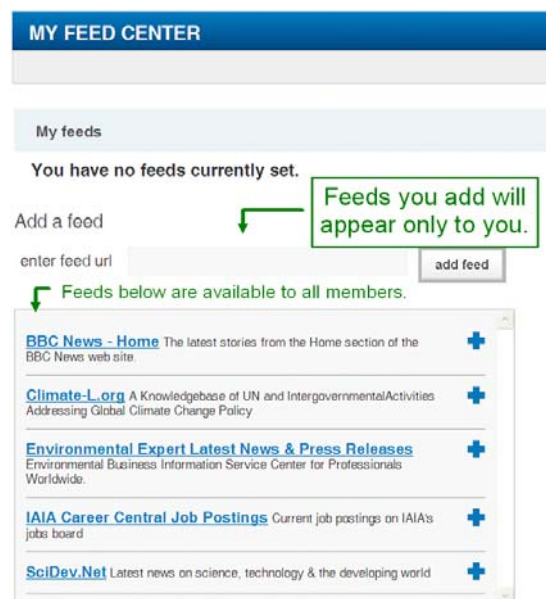 MY FEED CENTER
My feeds
You have no feeds currently set.
Feeds you add will
appear only to you.
Add a feed
enter feed url
add feed
Feeds below are available to all members.
BBC News - Home The latest stories from the Home section of the
BBC News web site.
Climate-L.org A Knowledgebase of UN and IntergovernmentalActivities
Addressing Global Climate Change Policy
Environmental Expert Latest News & Press Releases
Environmental Business Information Service Center for Professionals
Worldwide.
IAIA Career Central Job Postings Current job postings on IAIA's
jobs board
SciDev.Net Latest news on science, technology & the developing world